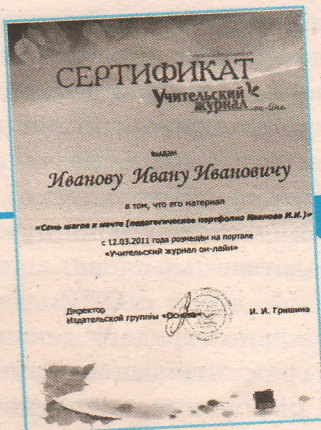 СЕРТИФИКАТ
Учительский
журнал on-line
выдан
Иванову Ивану Ивановичу
в том, что его материал
«Семь шагов к мечте (педагогическое портфолио Иванова И.И.)»
с 12.03.2011 года розмещён на портале
«Учительский журнал он-лайн»
Директор
Издательской группы «Основа»
И. И. Гришина